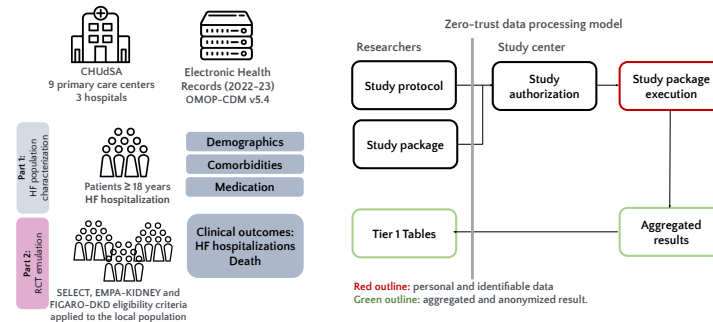 CHUdSA
9 primary care centers
3 hospitals
Electronic Health
Records (2022-23)
OMOP-CDM v5.4
Part 1:
HF population
characterization
Patients ≥ 18 years
HF hospitalization
Demographics
Comorbidities
Medication
Part 2:
RCT emulation
SELECT, EMPA-KIDNEY and
FIGARO-DKD eligibility criteria
applied to the local population
Clinical outcomes:
HF hospitalizations
Death
Zero-trust data processing model
Researchers
Study center
Study protocol
Study package
Study
authorization
Study package
execution
Tier 1 Tables
Aggregated
results
Red outline: personal and identifiable data
Green outline: aggregated and anonymized result.